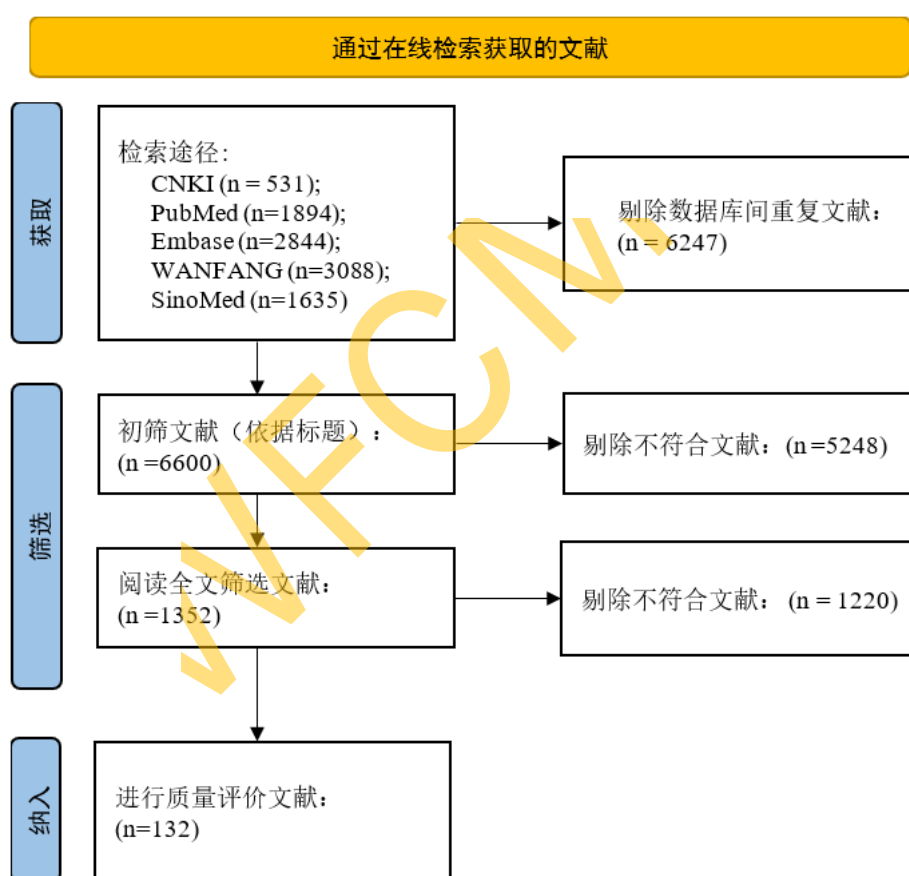 通过在线检索获取的文献
获取
检索途径:
CNKI (n = 531);
PubMed (n=1894);
Embase (n=2844);
WANFANG (n=3088);
SinoMed (n=1635)
剔除数据库间重复文献：
(n = 6247)
筛选
初筛文献（依据标题）:
(n =6600)
剔除不符合文献：(n =5248)
阅读全文筛选文献：
(n =1352)
剔除不符合文献：(n = 1220)
纳入
进行质量评价文献：
(n=132)
WFCM